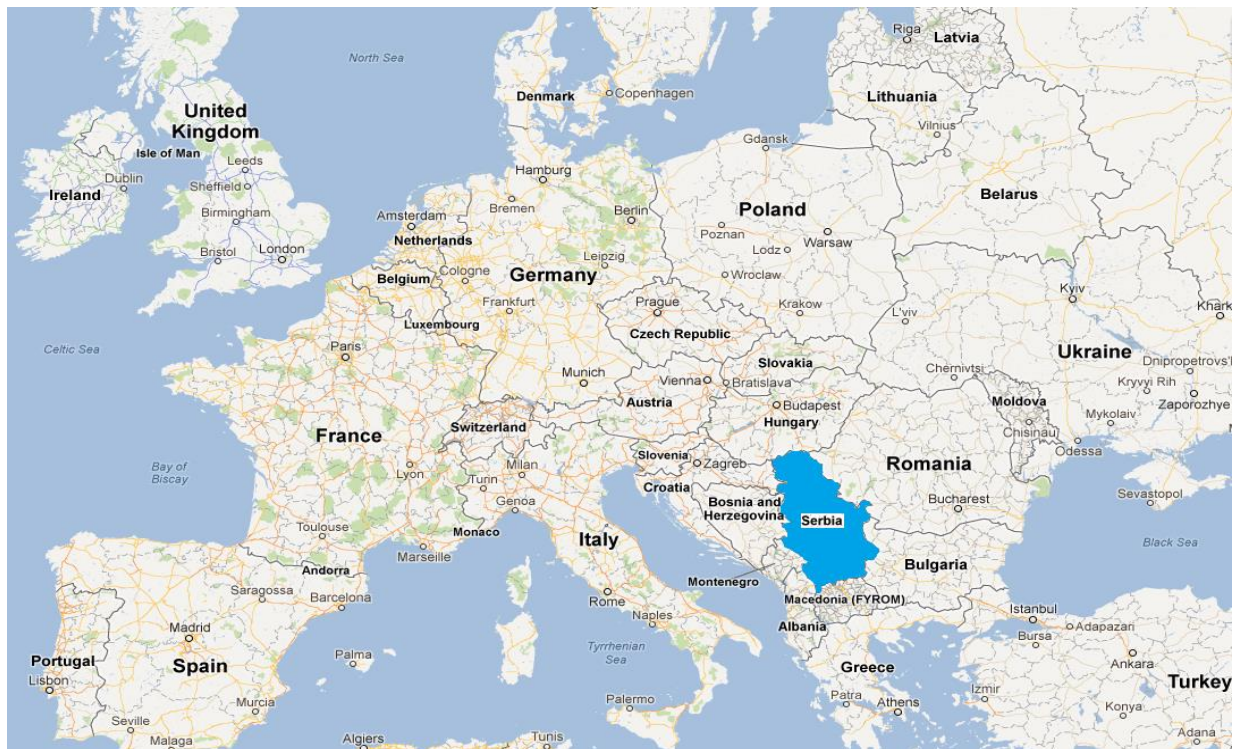 Riga
Latvia
North Sea
Denmark
Copenhagen
Lithuania
Vilnius
United
Kingdom
Isle of Man
Leeds
Dublin
Sheffield
Ireland
Birmingham
Bristol
London
Gdansk
Hamburg
Bremen
Berlin
Amsterdam
Netherlands
Poland
Poznan
Warsaw
Lodz
Belarus
Belgium
Cologne
Germany
Leipzig
Wroclaw
Frankfurt
Prague
Krakow
Kyiv
L'viv
Khark
Luxembourg
Czech Republic
Celtic Sea
Paris
Ukraine
Dnipropetrovs'l
Slovakia
Munich
Vienna
Bratislava
Chernivtsi
Kryvyi Rih
Zaporozhye
Austria
Budapest
Hungary
Moldova
Chisinau
Mykolaiv
Odessa
France
Switzerland
Slovenia
Zagreb
Romania
Bay of
Biscay
Lyon
Milan
Turin
Croatia
Genoa
Bosnia and
Herzegovina
Serbia
Bucharest
Sevastopol
Toulouse
Monaco
Marseille
Italy
Black Sea
Andorra
Montenegro
Bulgaria
Saragossa
Barcelona
Rome
Naples
Macedonia (FYROM)
Albania
Istanbul
Bursa
Adapazari
Madrid
Palma
Tyrrhenian
Sea
Portugal
Lisbon
Spain
Greece
Ankara
Turkey
Murcia
Palermo
Patra
Athens
Izmir
Konya
Seville
Malaga
Algiers
Tunis
Adana